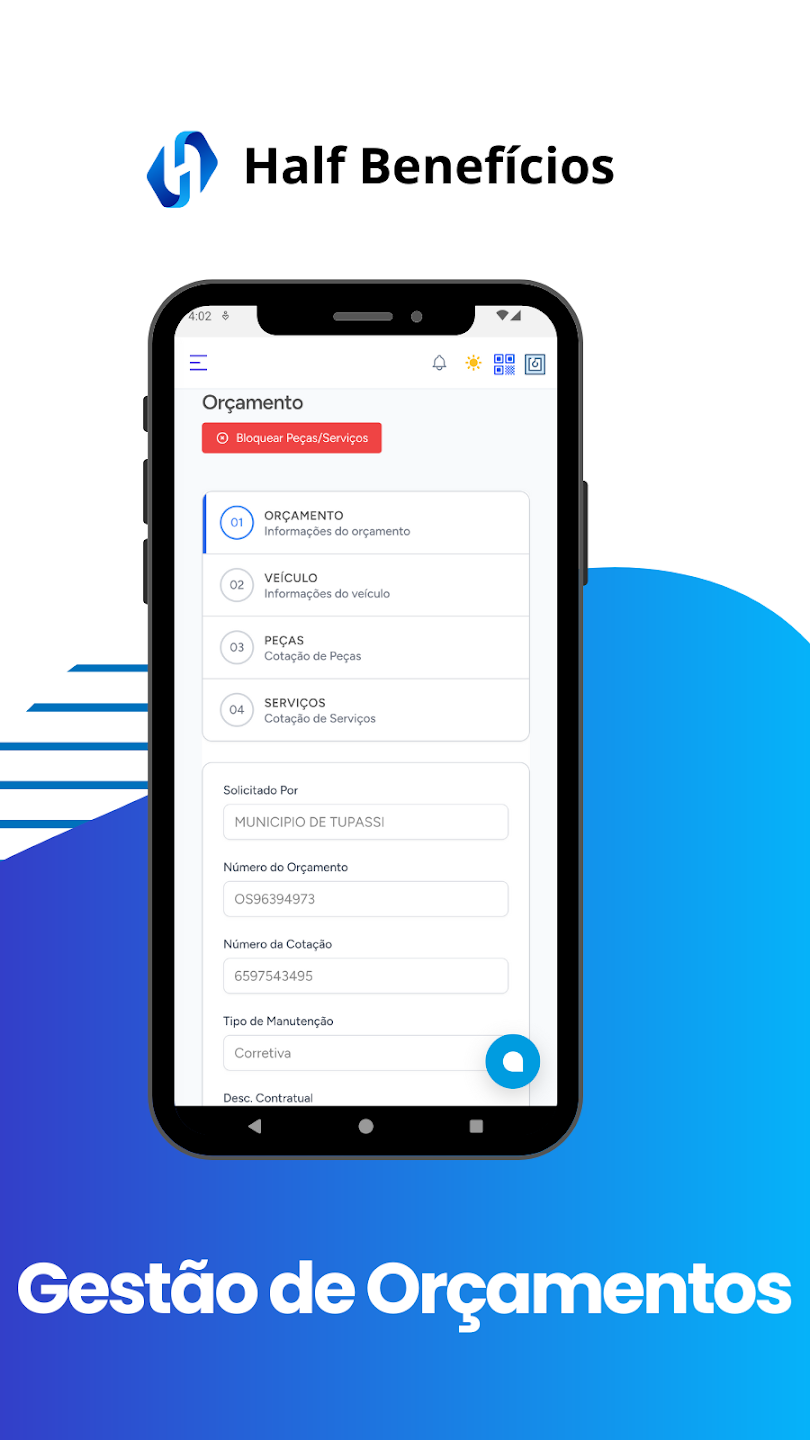 Half Benefícios
4:02
Orçamento
Bloquear Peças/Serviços
01
ORÇAMENTO
Informações do orçamento
02
VEÍCULO
Informações do veículo
03
PEÇAS
Cotação de Peças
04
SERVIÇOS
Cotação de Serviços
Solicitado Por
MUNICIPIO DE TUPASSI
Número do Orçamento
OS96394973
Número da Cotação
6597543495
Tipo de Manutenção
Corretiva
Desc. Contratual
Gestão de Orçamentos